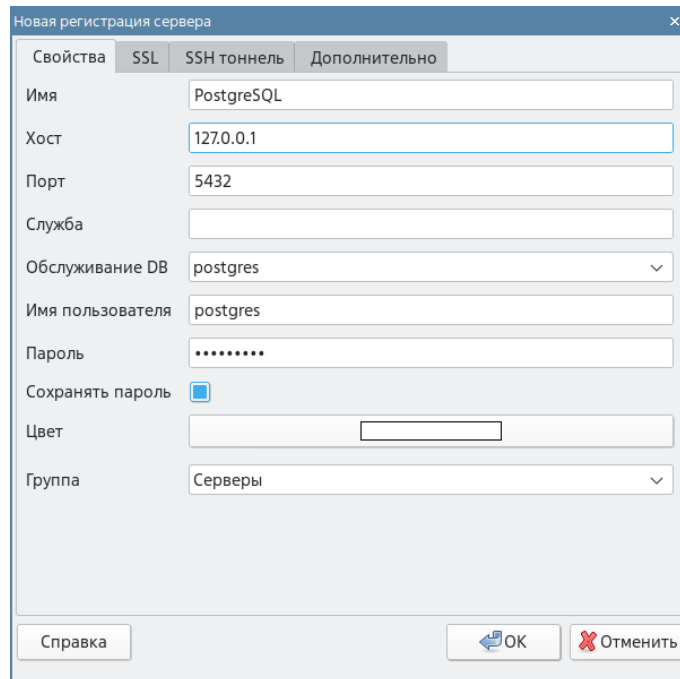 Новая регистрация сервера
Свойства SSL SSH тоннель Дополнительно
Имя PostgreSQL
Хост 127.0.0.1
Порт 5432
Служба
Обслуживание DB postgres
Имя пользователя postgres
Пароль •••••••••
Сохранять пароль
Цвет
Группа Серверы
Справка OK Отменить